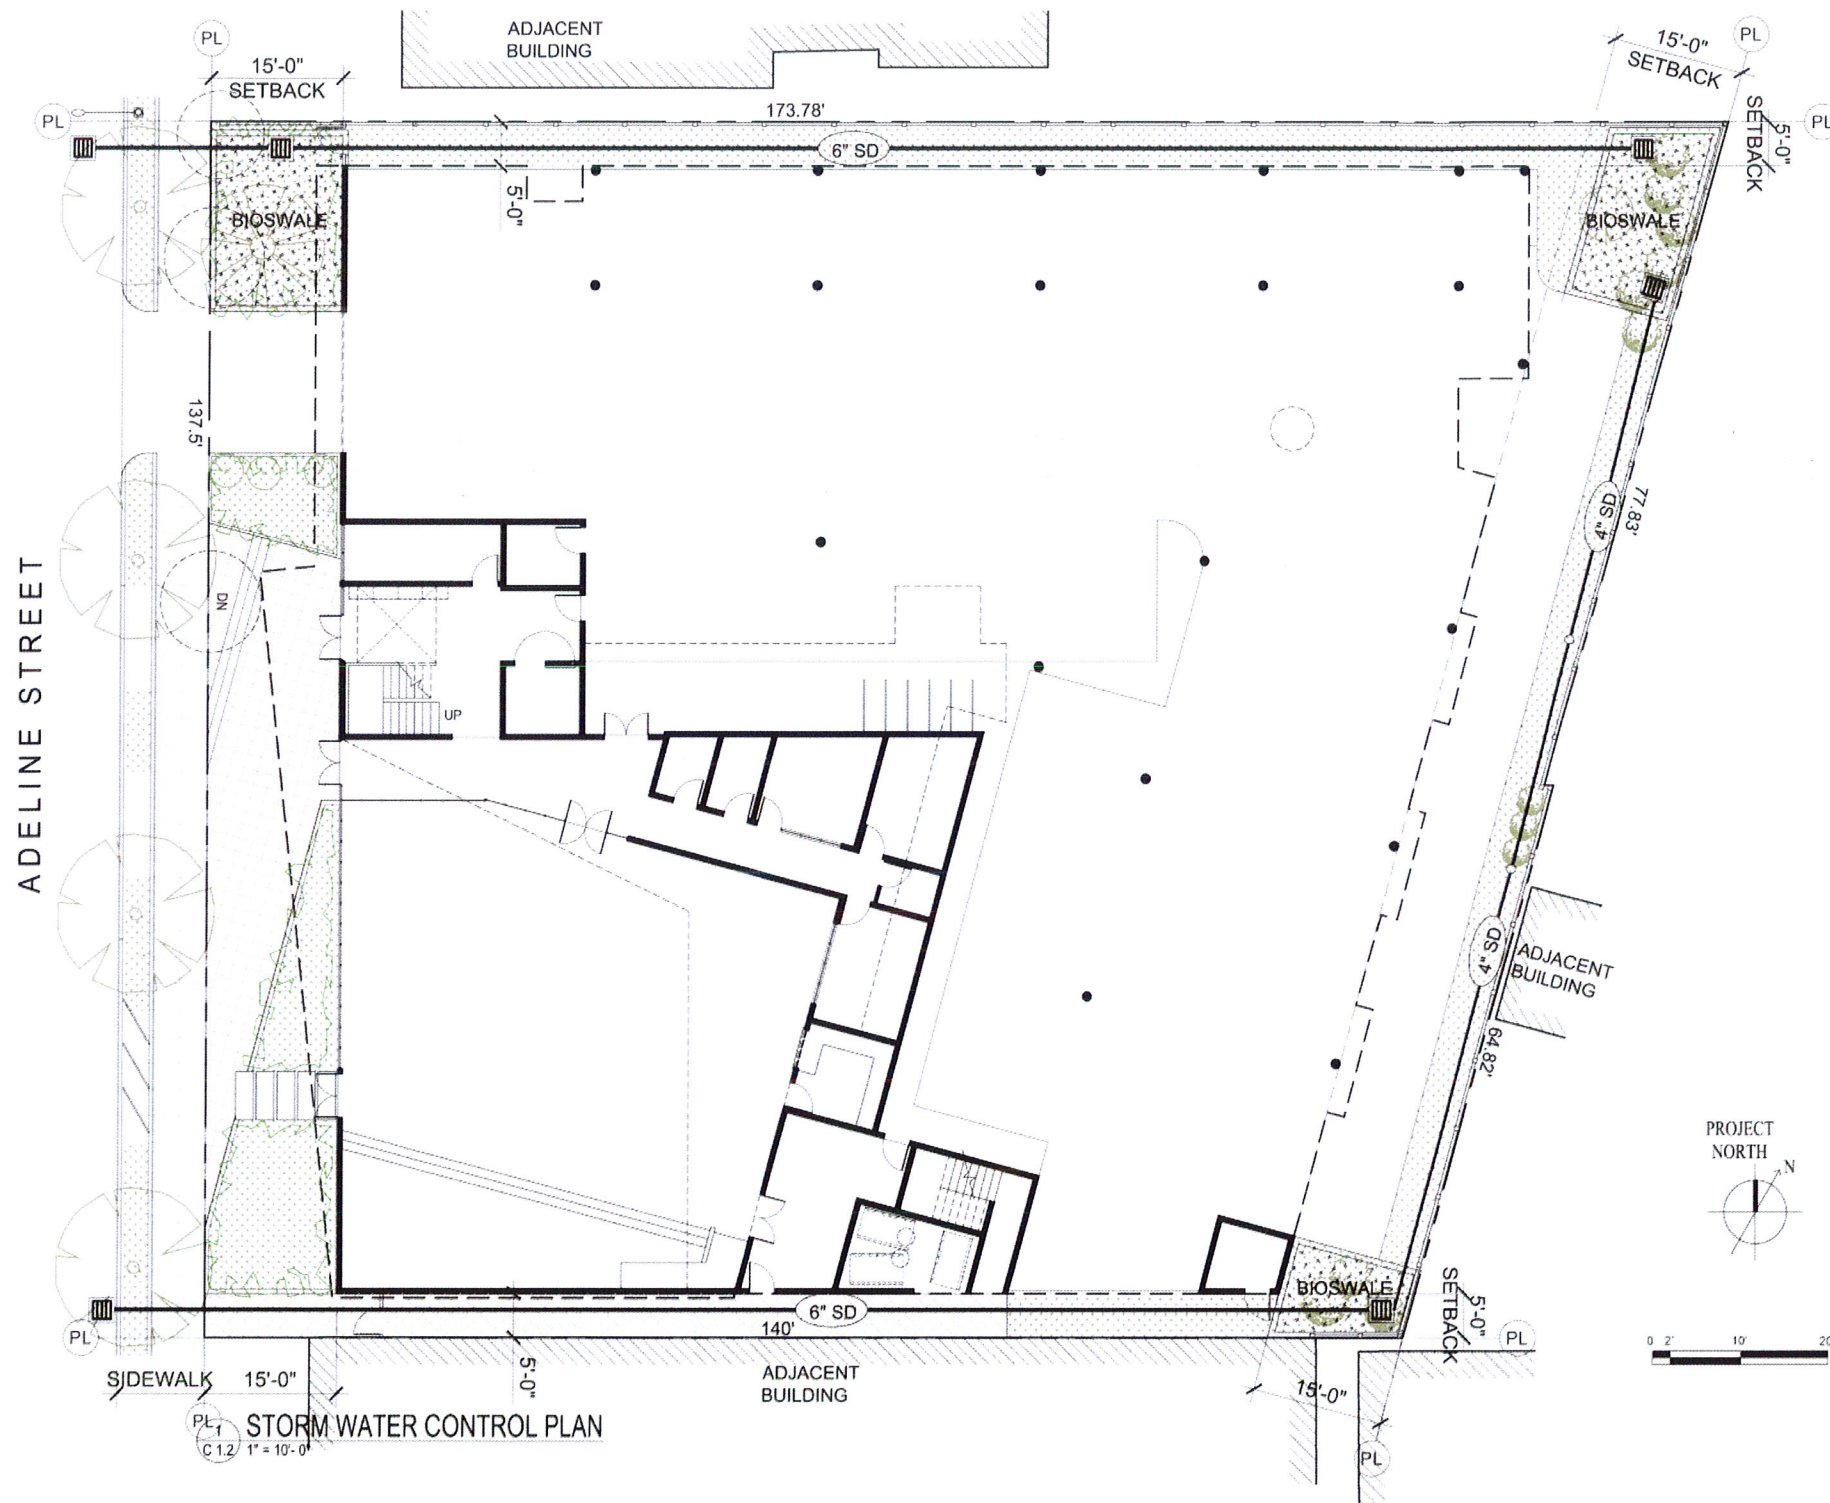 ADJACENT
BUILDING
PL
15'-0"
SETBACK
PL
15'-0"
SETBACK
PL
173.78'
6" SD
SETBACK
5'-0"
PL
5'-0"
BIOSWALE
BIOSWALE
137.5'
77.83'
4" SD
ADELINE STREET
DN
UP
4" SD
ADJACENT
BUILDING
64.82'
PROJECT
NORTH
N
BIOSWALE
6" SD
140'
SETBACK
5'-0"
PL
PL
0 2' 10' 20
SIDEWALK
15'-0"
5'-0"
ADJACENT
BUILDING
15'-0"
PL
1
C 1.2
STORM WATER CONTROL PLAN
1" = 10'- 0"
PL